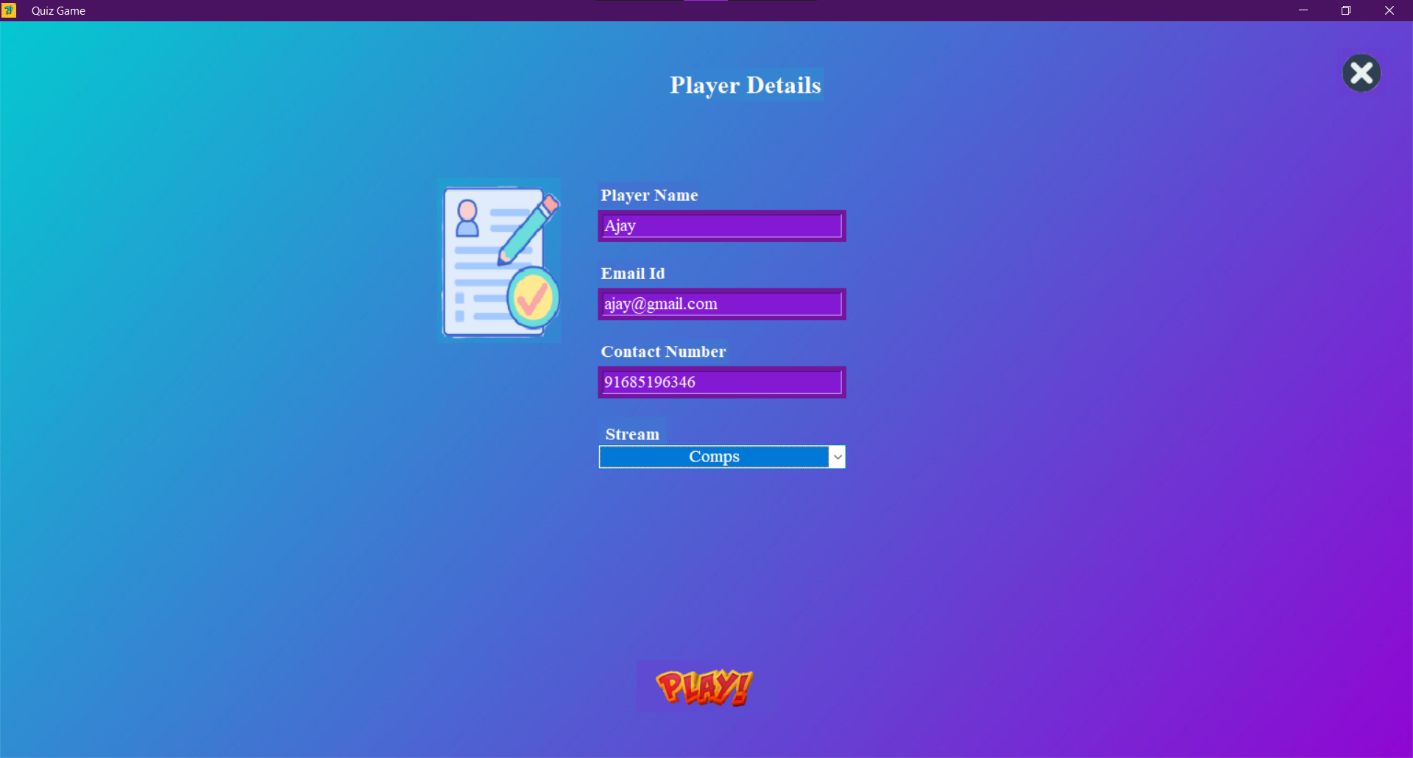 Quiz Game
Player Details
Player Name
Ajay
Email Id
ajay@gmail.com
Contact Number
91685196346
Stream
Comps
PLAY!